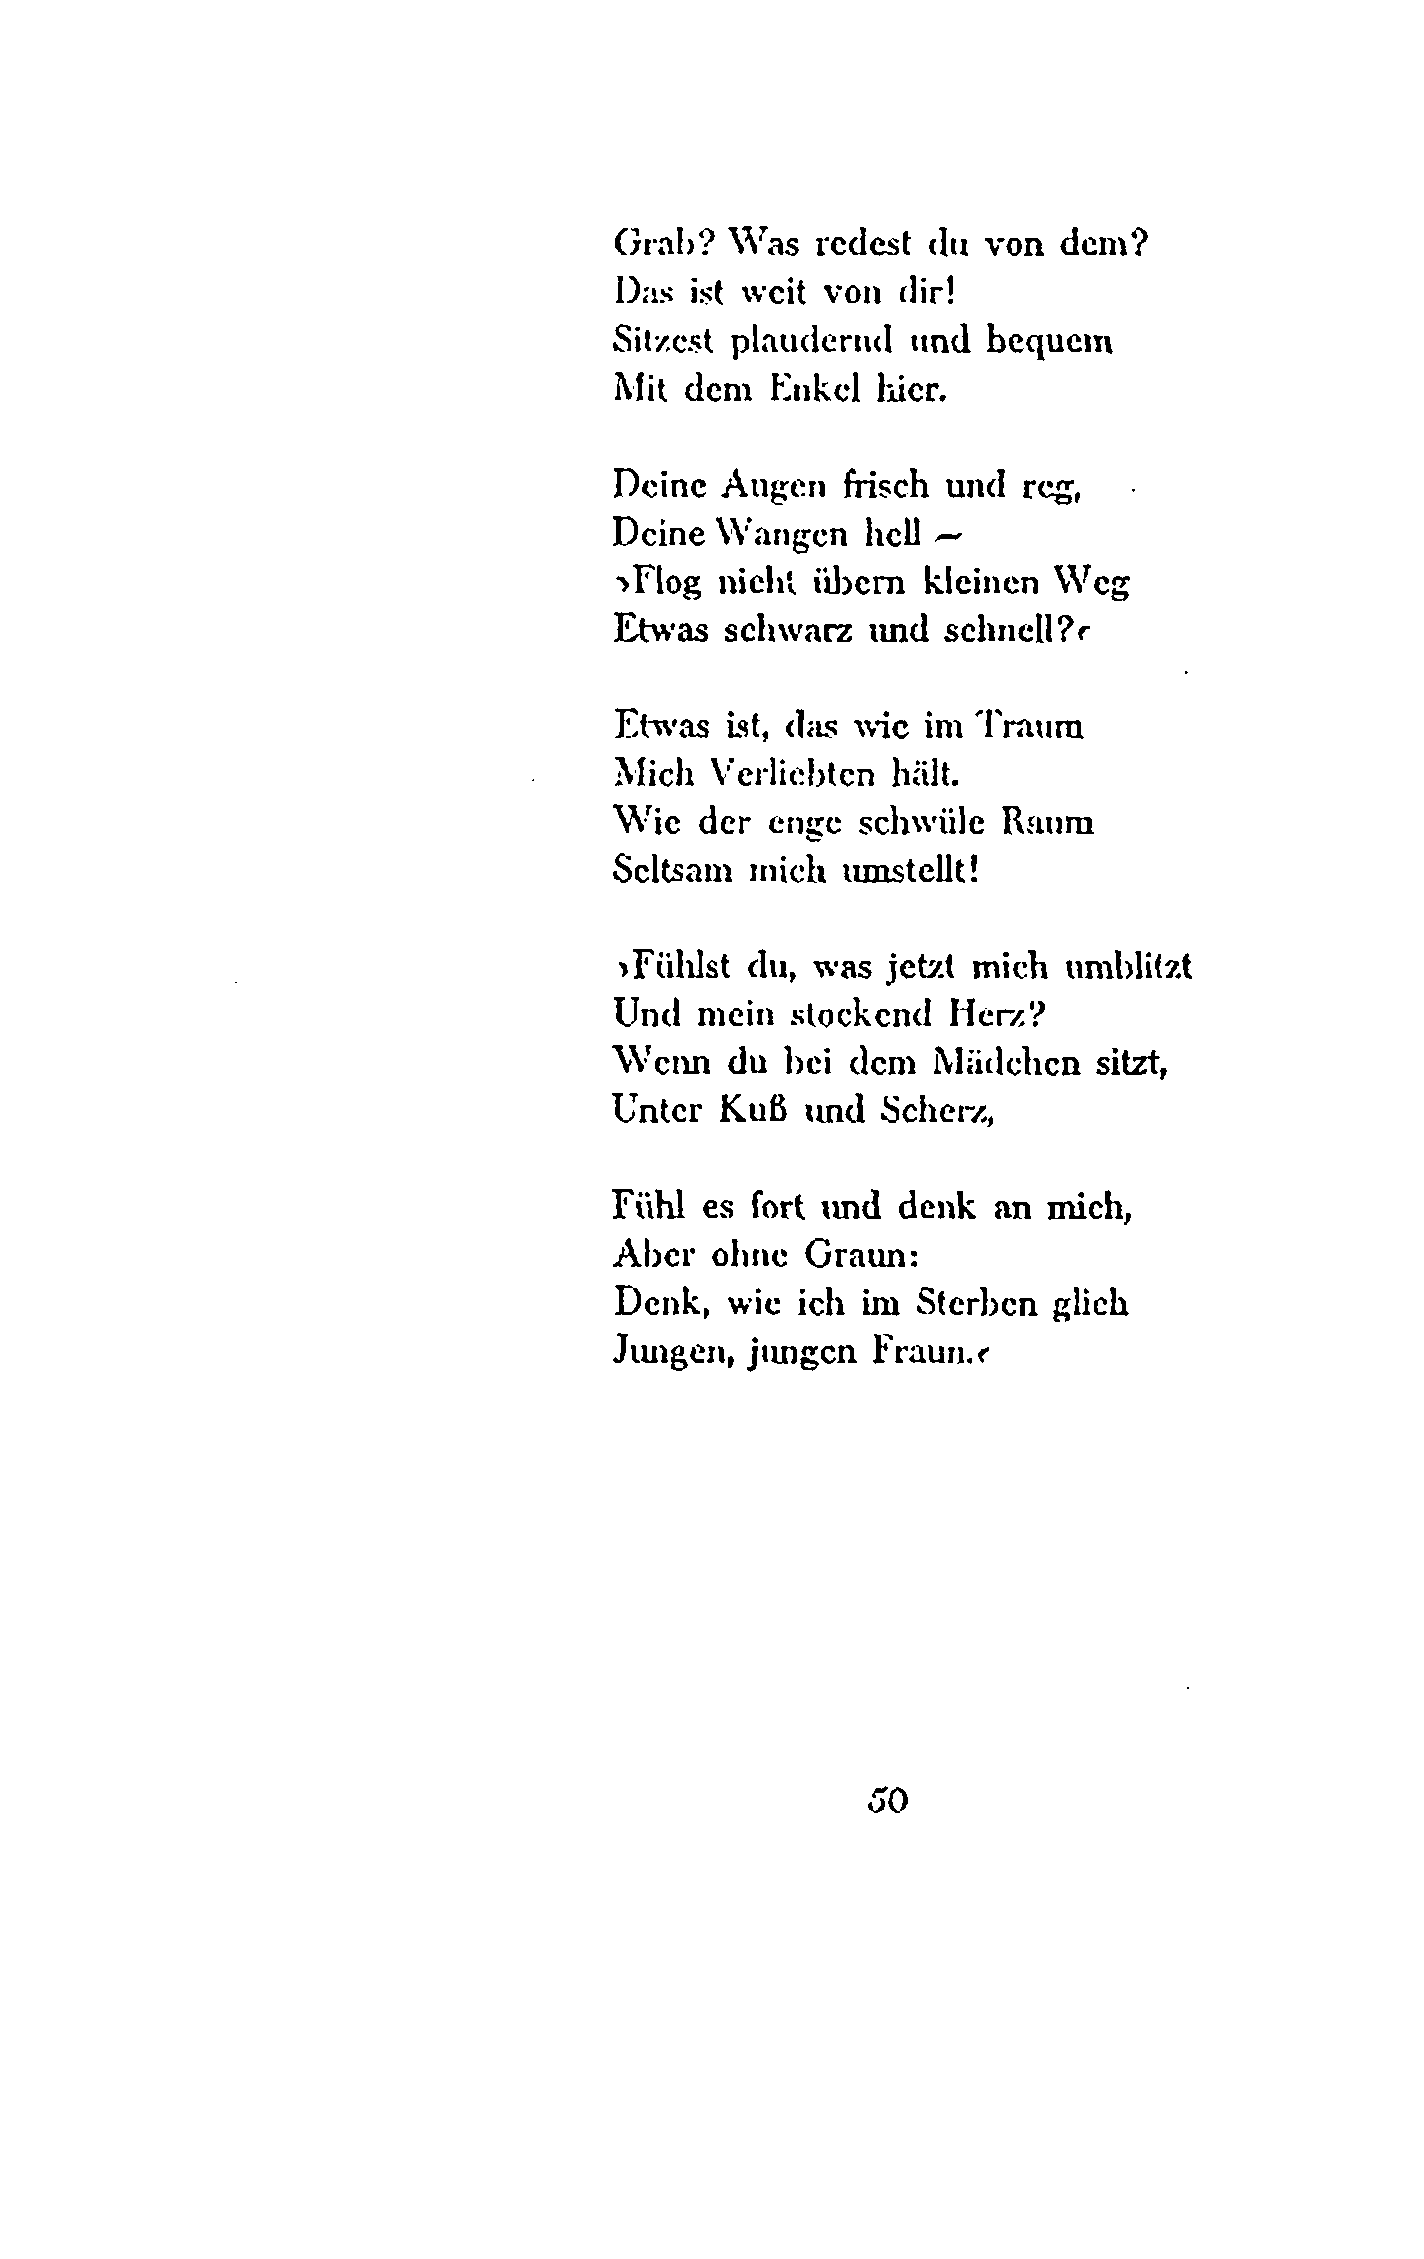 Grab? Was redest du von dem?
Das ist weit von dir!
Sitzest plaudernd und bequem
Mit dem Enkel hier.

Deine Augen frisch und reg,
Deine Wangen hell –
›Flog nicht übern kleinen Weg
Etwas schwarz und schnell?‹

Etwas ist, das wie im Traum
Mich Verliebten hält.
Wie der enge schwüle Raum
Seltsam mich umstellt!

›Fühlst du, was jetzt mich umblitzt
Und mein stockend Herz?
Wenn du bei dem Mädchen sitzt,
Unter Kuß und Scherz,

Fühl es fort und denk an mich,
Aber ohne Graun:
Denk, wie ich im Sterben glich
Jungen, jungen Fraun.‹

50